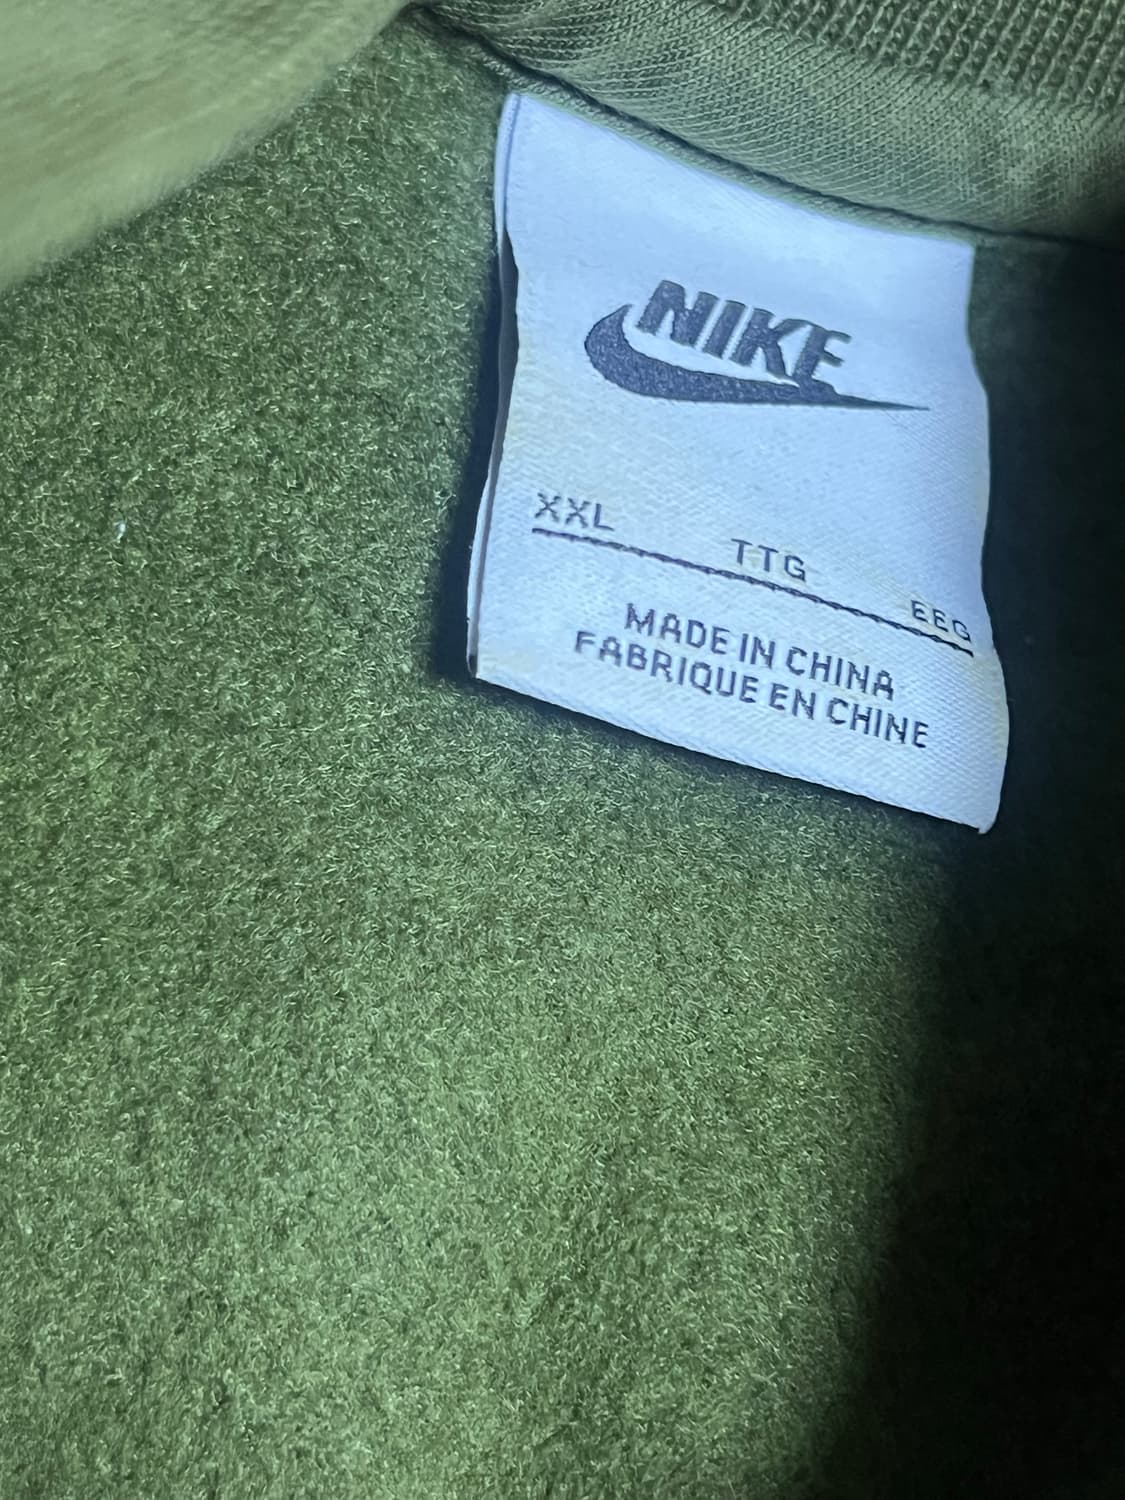 NIKE
XXL TTG EEG
MADE IN CHINA
FABRIQUE EN CHINE